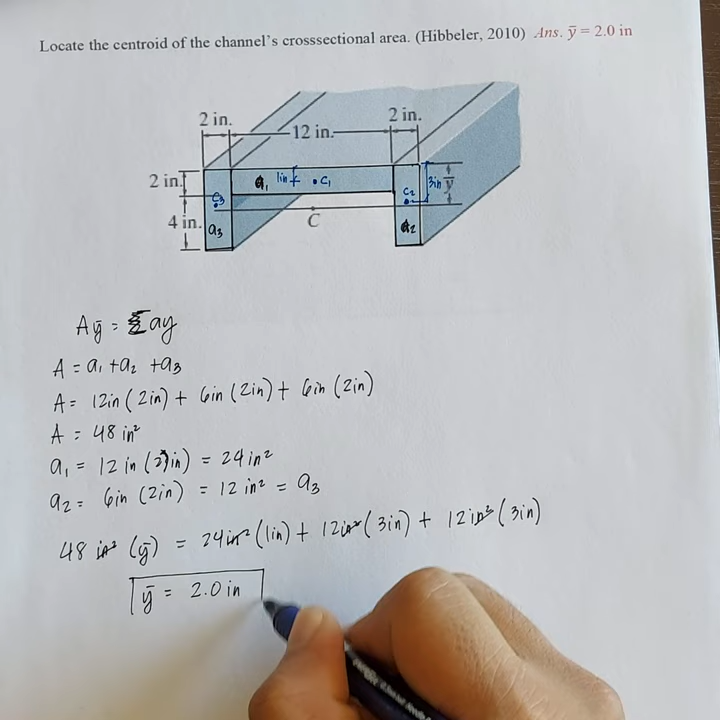 Locate the centroid of the channel's crosssectional area. (Hibbeler, 2010) Ans. ȳ = 2.0 in
2 in.
2 in.
12 in.
2 in.
a₁ 1in •C₁
C₃
C₂
3in ȳ
4 in.
a₃
C
a₂
Aȳ = Σay
A = a₁ + a₂ + a₃
A = 12in (2in) + 6in (2in) + 6in (2in)
A = 48 in²
a₁ = 12 in (2in) = 24 in²
a₂ = 6in (2in) = 12 in² = a₃
48 in² (ȳ) = 24in² (1in) + 12in² (3in) + 12in² (3in)
ȳ = 2.0 in